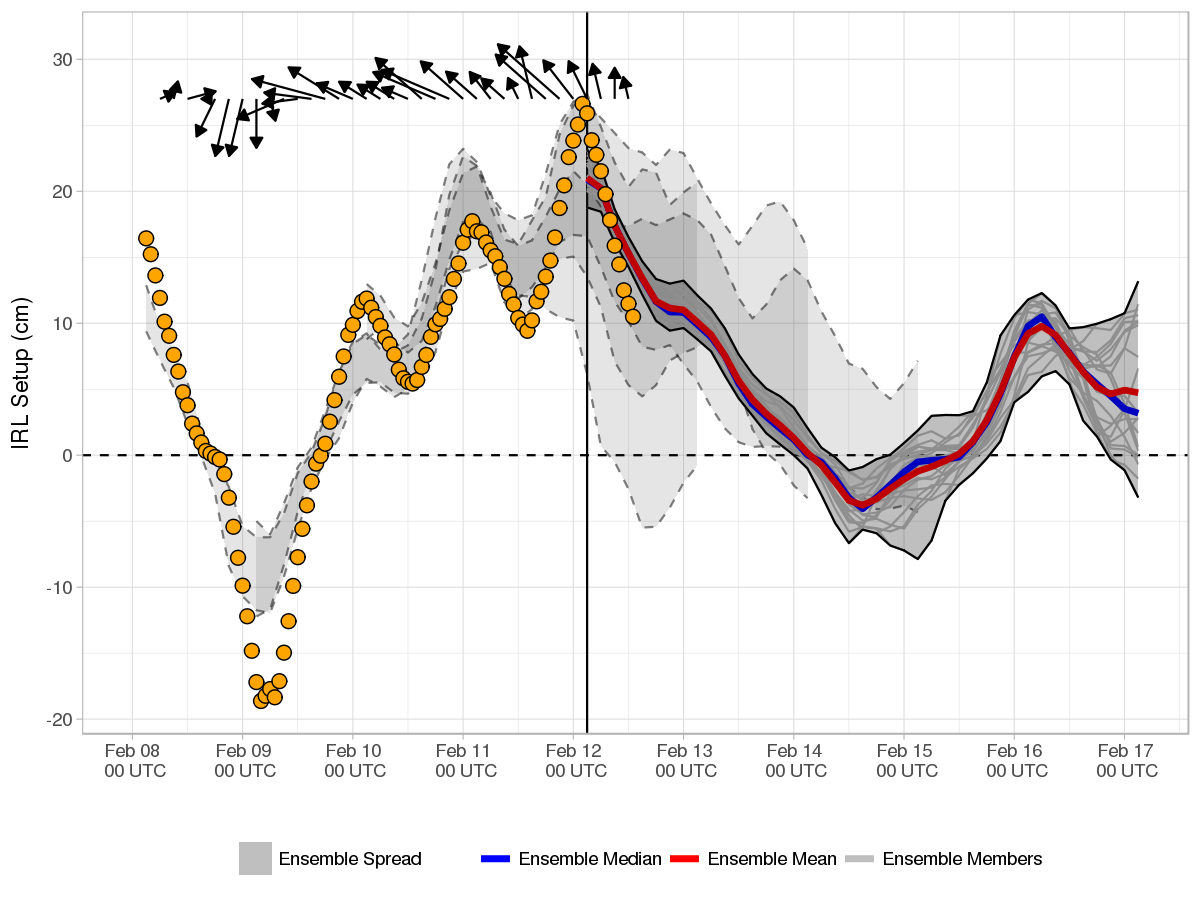 IRL Setup (cm)
30
20
10
0
-10
-20
Feb 08 Feb 09 Feb 10 Feb 11 Feb 12 Feb 13 Feb 14 Feb 15 Feb 16 Feb 17
00 UTC 00 UTC 00 UTC 00 UTC 00 UTC 00 UTC 00 UTC 00 UTC 00 UTC 00 UTC
Ensemble Spread Ensemble Median Ensemble Mean Ensemble Members